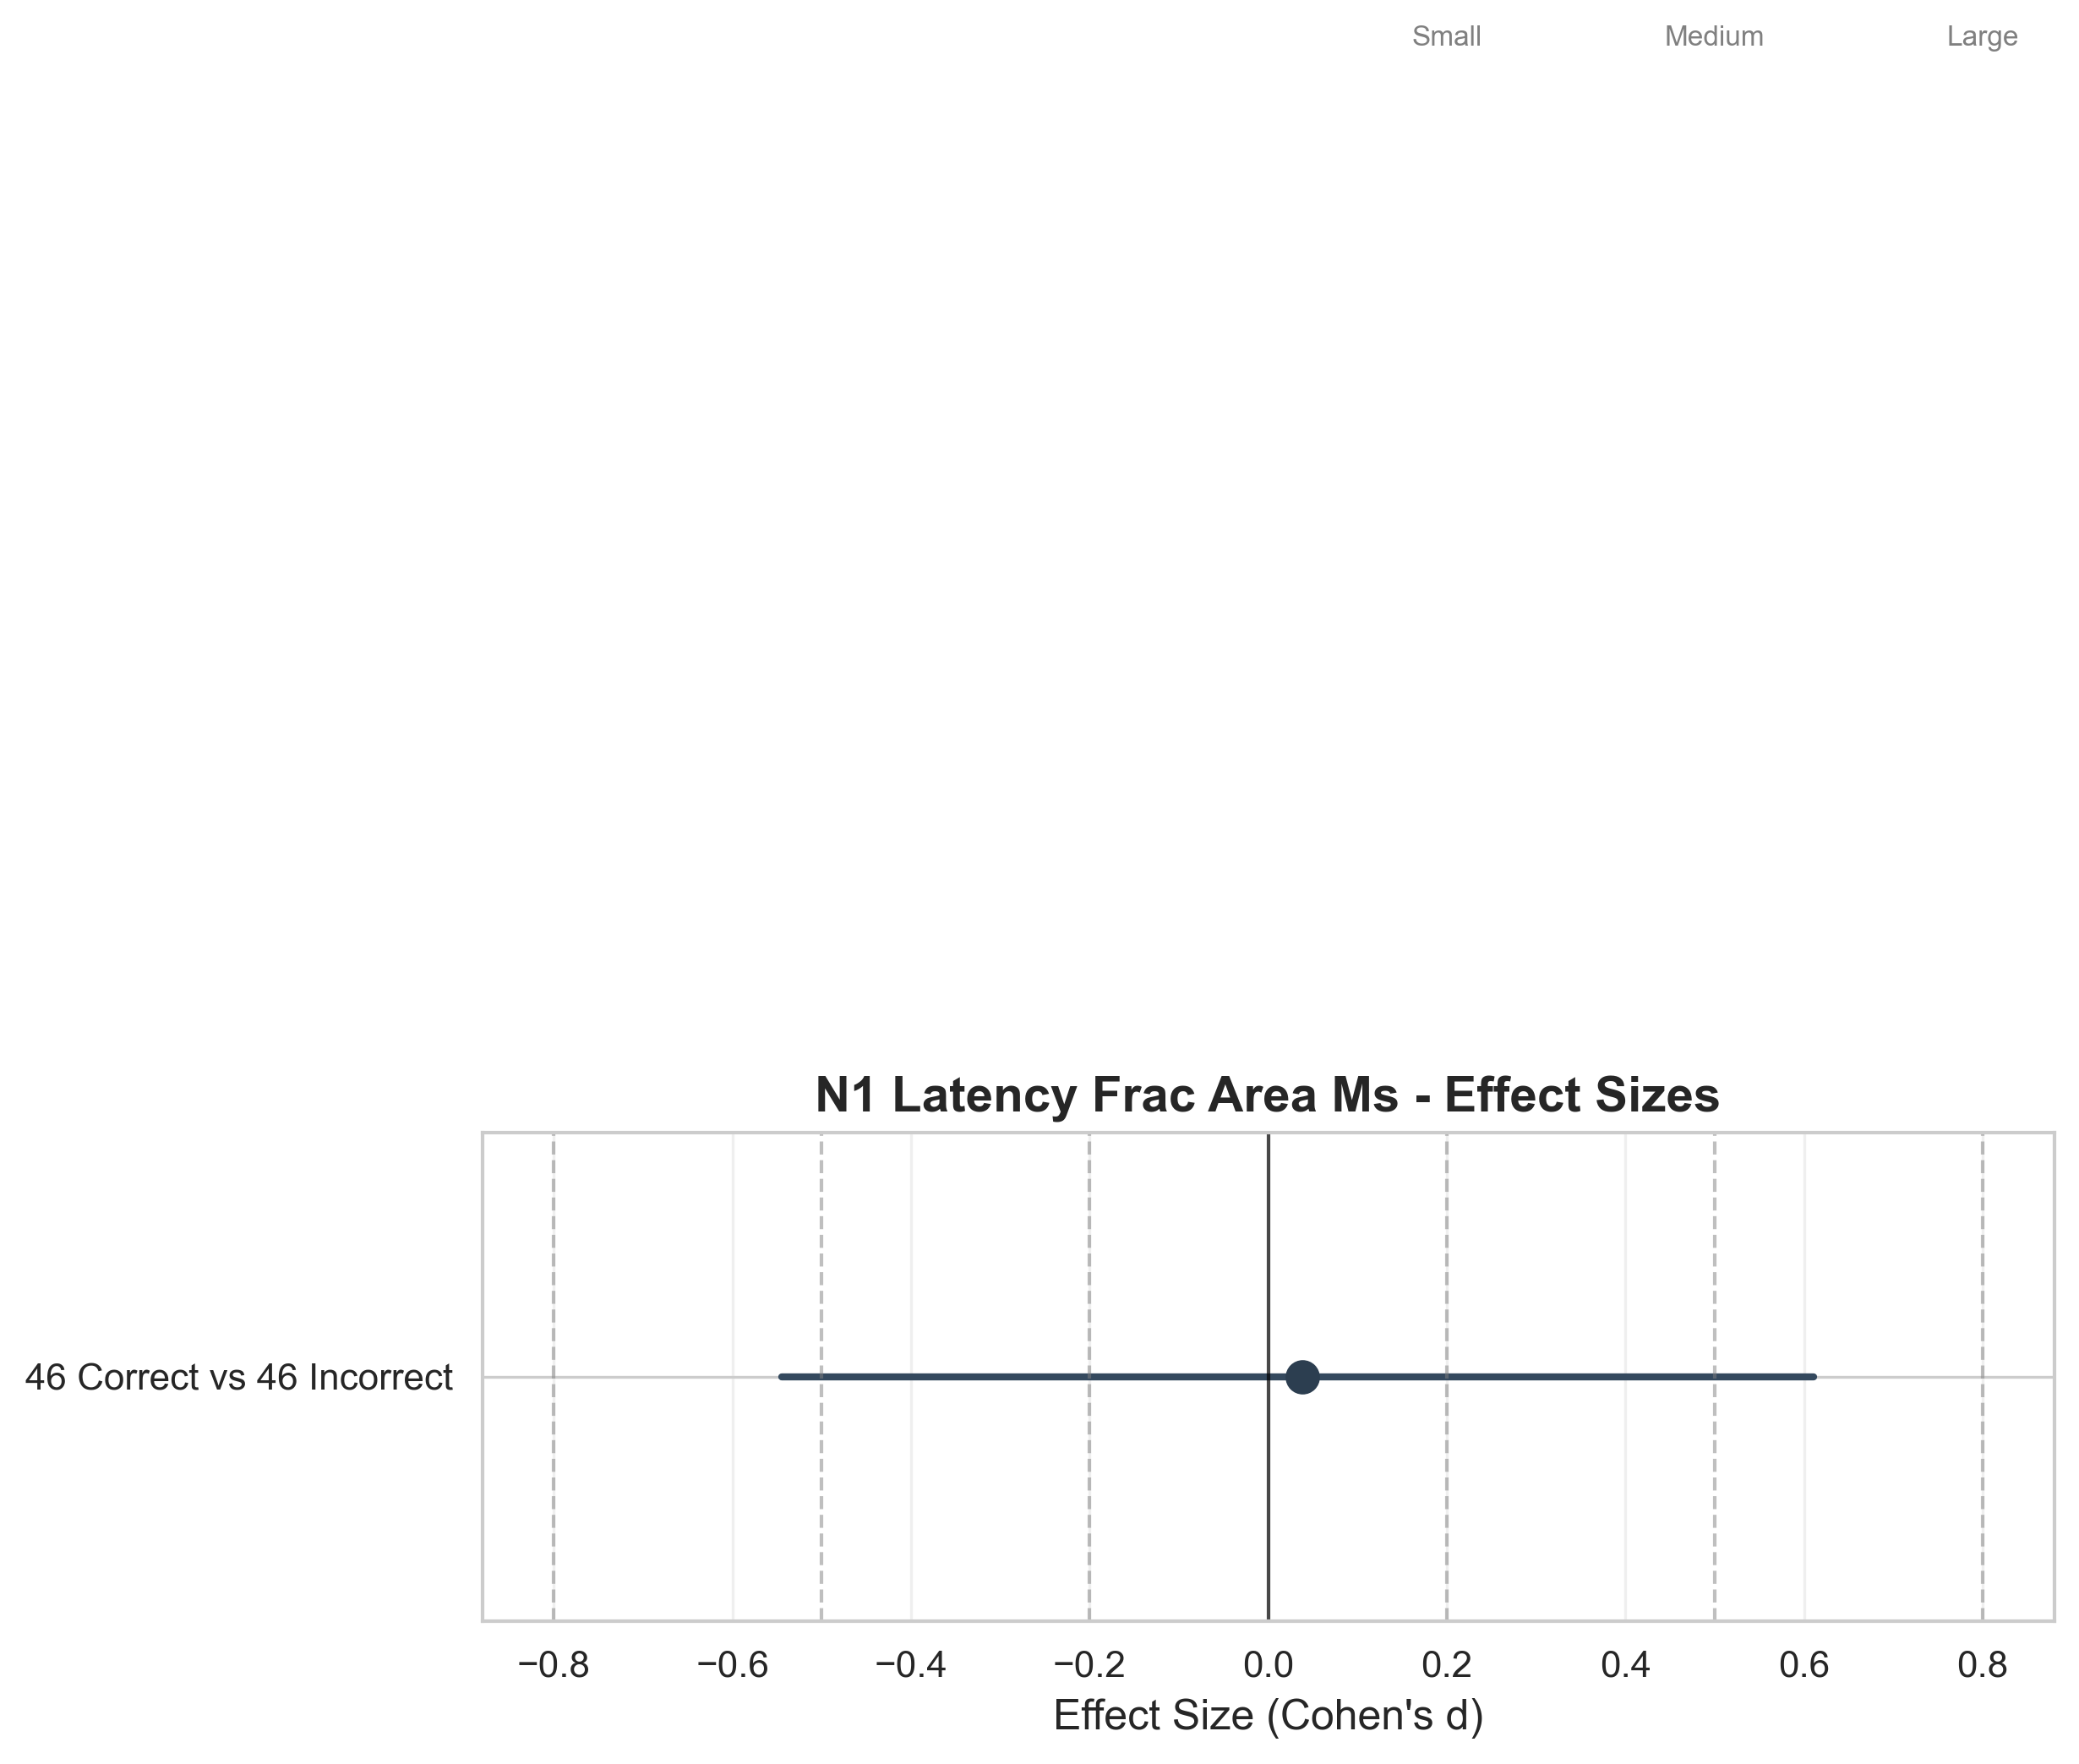 Small Medium Large
N1 Latency Frac Area Ms - Effect Sizes
46 Correct vs 46 Incorrect
−0.8 −0.6 −0.4 −0.2 0.0 0.2 0.4 0.6 0.8
Effect Size (Cohen's d)